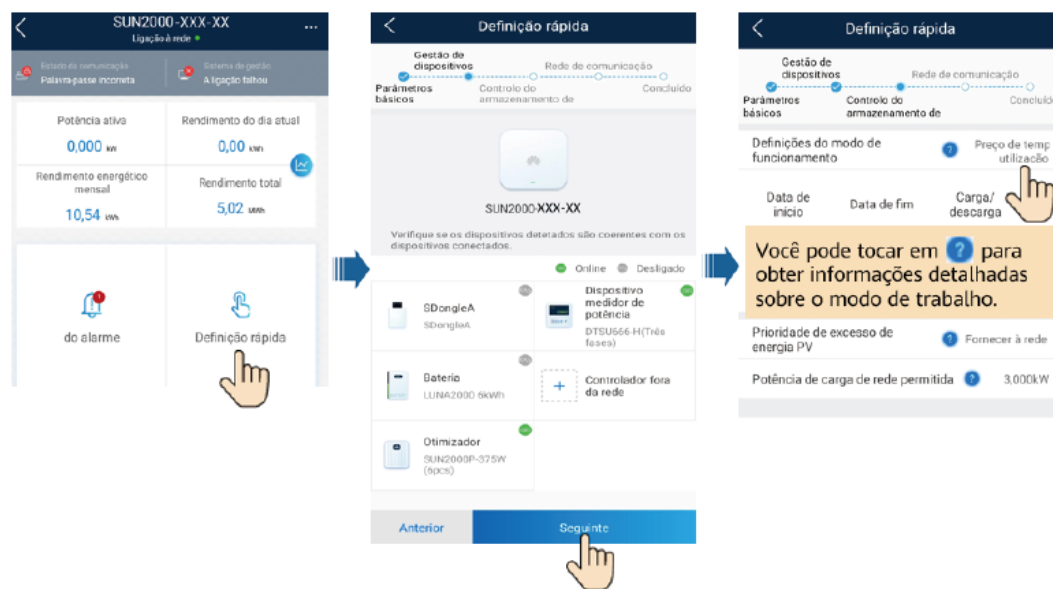 SUN2000-XXX-XX
Ligação à rede
Estado da comunicação
Palavra-passe incorreta
Sistema de gestão
A ligação falhou
Potência ativa
0,000 kW
Rendimento do dia atual
0,00 kWh
Rendimento energético
mensal
10,54 kWh
Rendimento total
5,02 MWh
do alarme
Definição rápida
Definição rápida
Gestão de
dispositivos
Rede de comunicação
Parâmetros
básicos
Controlo do
armazenamento de
Concluído
SUN2000-XXX-XX
Verifique se os dispositivos detetados são coerentes com os
dispositivos conectados.
Online
Desligado
SDongleA
SDongleA
Dispositivo
medidor de
potência
DTSU666-H(Três
fases)
Bateria
LUNA2000 5kWh
Controlador fora
da rede
Otimizador
SUN2000P-375W
(6pcs)
Anterior
Seguinte
Definição rápida
Gestão de
dispositivos
Rede de comunicação
Parâmetros
básicos
Controlo do
armazenamento de
Concluíd
Definições do modo de
funcionamento
?
Preço de temp
utilização
Data de
início
Data de fim
Carga/
descarga
Você pode tocar em ? para
obter informações detalhadas
sobre o modo de trabalho.
Prioridade de excesso de
energia PV
?
Fornecer à rede
Potência de carga de rede permitida ? 3,000kW